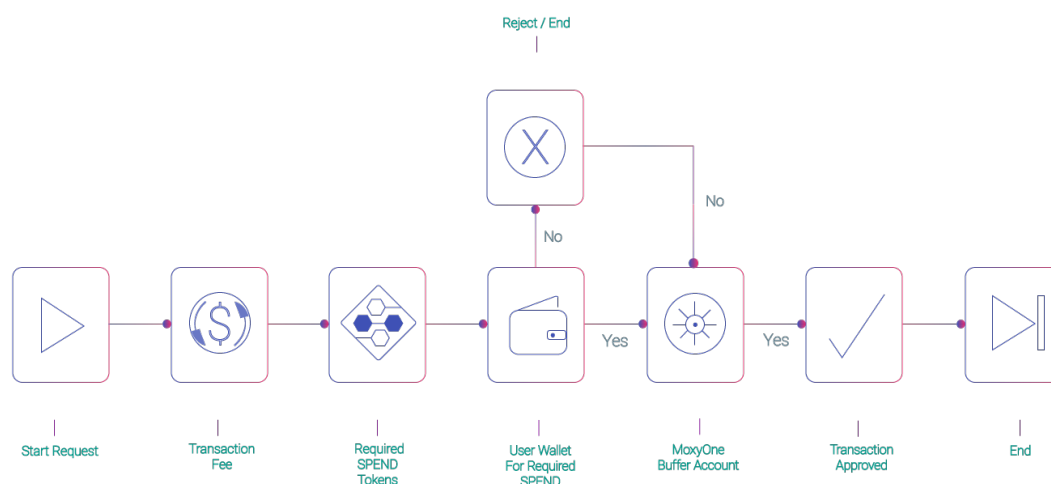 Reject / End
X
No
No
Yes
Yes
$
Start Request
Transaction
Fee
Required
SPEND
Tokens
User Wallet
For Required
SPEND
MoxyOne
Buffer Account
Transaction
Approved
End